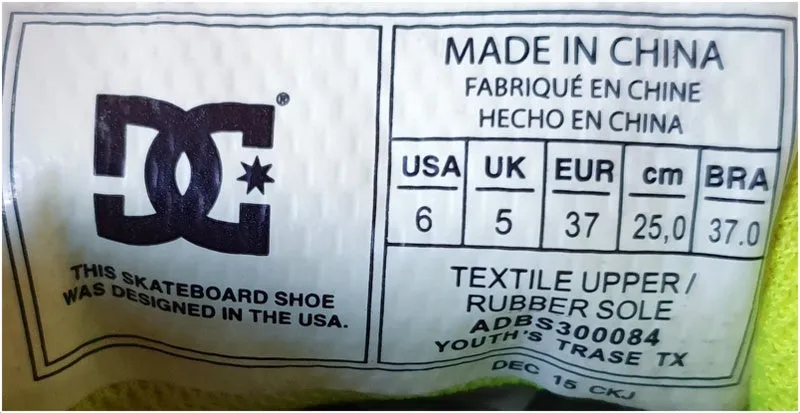 DC®
THIS SKATEBOARD SHOE
WAS DESIGNED IN THE USA.
MADE IN CHINA
FABRIQUÉ EN CHINE
HECHO EN CHINA
USA UK EUR cm BRA
6 5 37 25,0 37.0
TEXTILE UPPER/
RUBBER SOLE
ADBS300084
YOUTH'S TRASE TX
DEC 15 CKJ